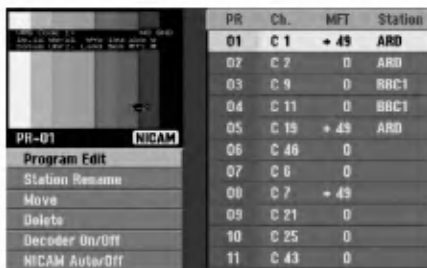 PR-01 NICAM
Program Edit
Station Rename
Move
Delete
Decoder On/Off
NICAM Auto/Off
PR Ch. MFT Station
01 C 1 + 49 ARD
02 C 2 0 ARD
03 C 9 0 BBC1
04 C 11 0 BBC1
05 C 19 + 49 ARD
06 C 46 0
07 C 6 0
08 C 7 + 49
09 C 21 0
10 C 25 0
11 C 43 0